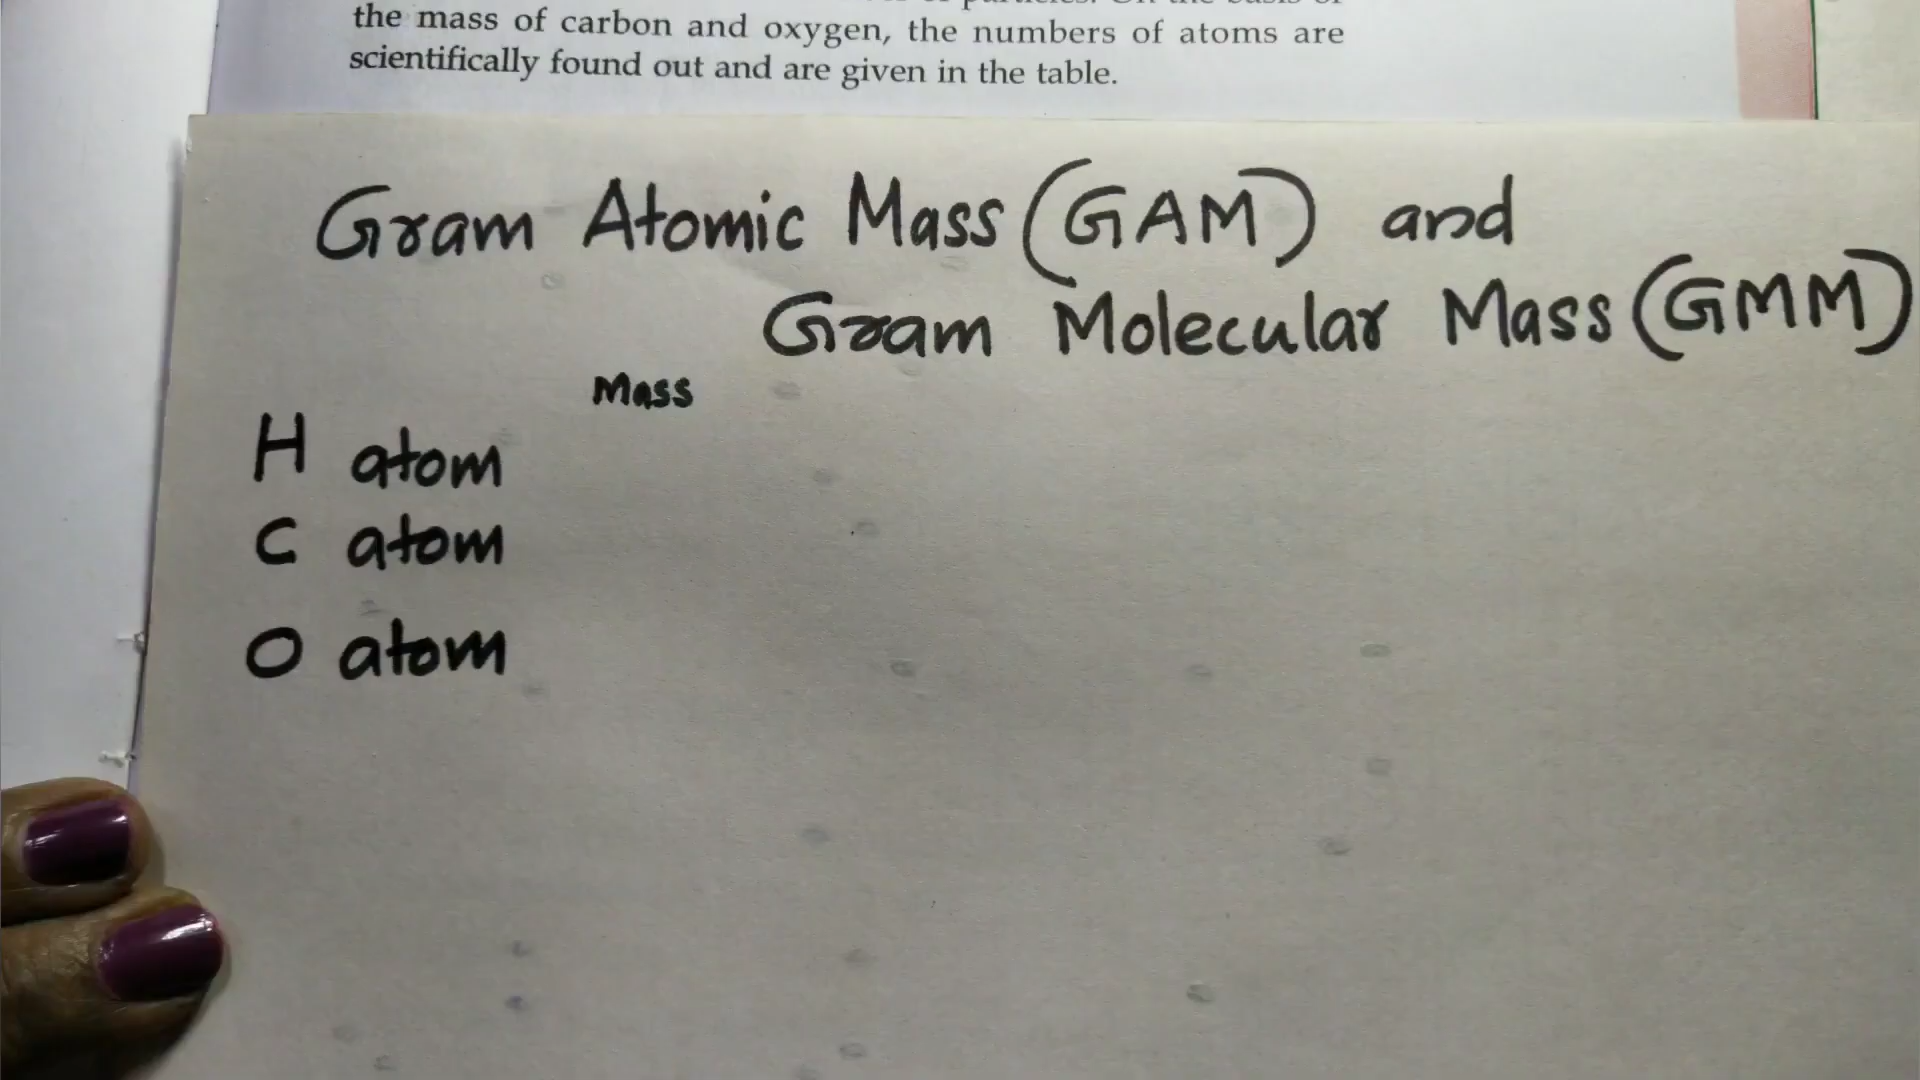 the mass of carbon and oxygen, the numbers of atoms are
scientifically found out and are given in the table.
Gram Atomic Mass (GAM) and
Gram Molecular Mass (GMM)
Mass
H atom
C atom
O atom